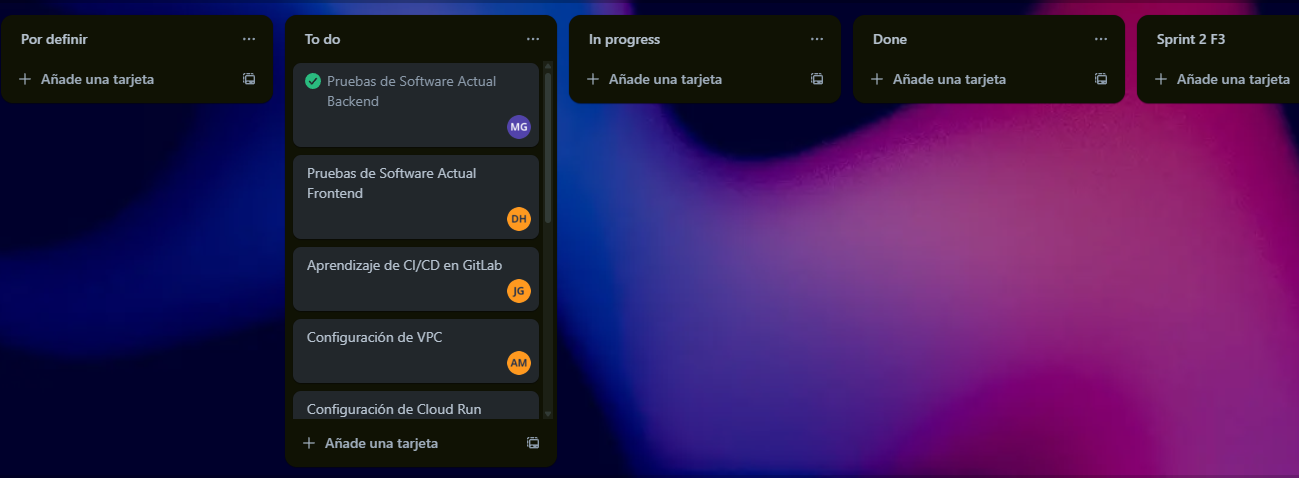 Por definir
Añade una tarjeta
To do
Pruebas de Software Actual
Backend
MG
Pruebas de Software Actual
Frontend
DH
Aprendizaje de CI/CD en GitLab
JG
Configuración de VPC
AM
Configuración de Cloud Run
Añade una tarjeta
In progress
Añade una tarjeta
Done
Añade una tarjeta
Sprint 2 F3
Añade una tarjeta